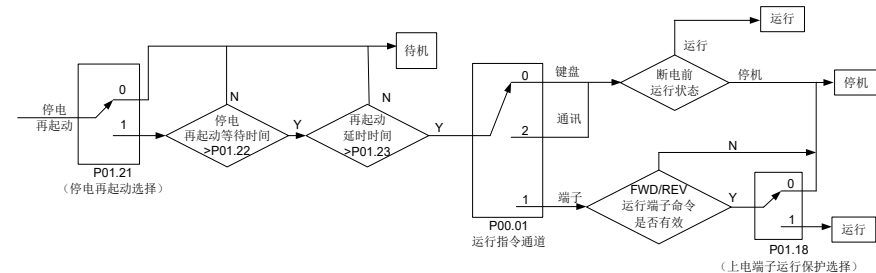 停电
再起动
0
1
P01.21
（停电再起动选择）
停电
再起动等待时间
>P01.22
N
Y
再起动
延时时间
>P01.23
N
Y
待机
0
键盘
2
通讯
1
端子
P00.01
运行指令通道
断电前
运行状态
运行
运行
停机
停机
FWD/REV
运行端子命令
是否有效
N
Y
0
1
P01.18
（上电端子运行保护选择）
运行